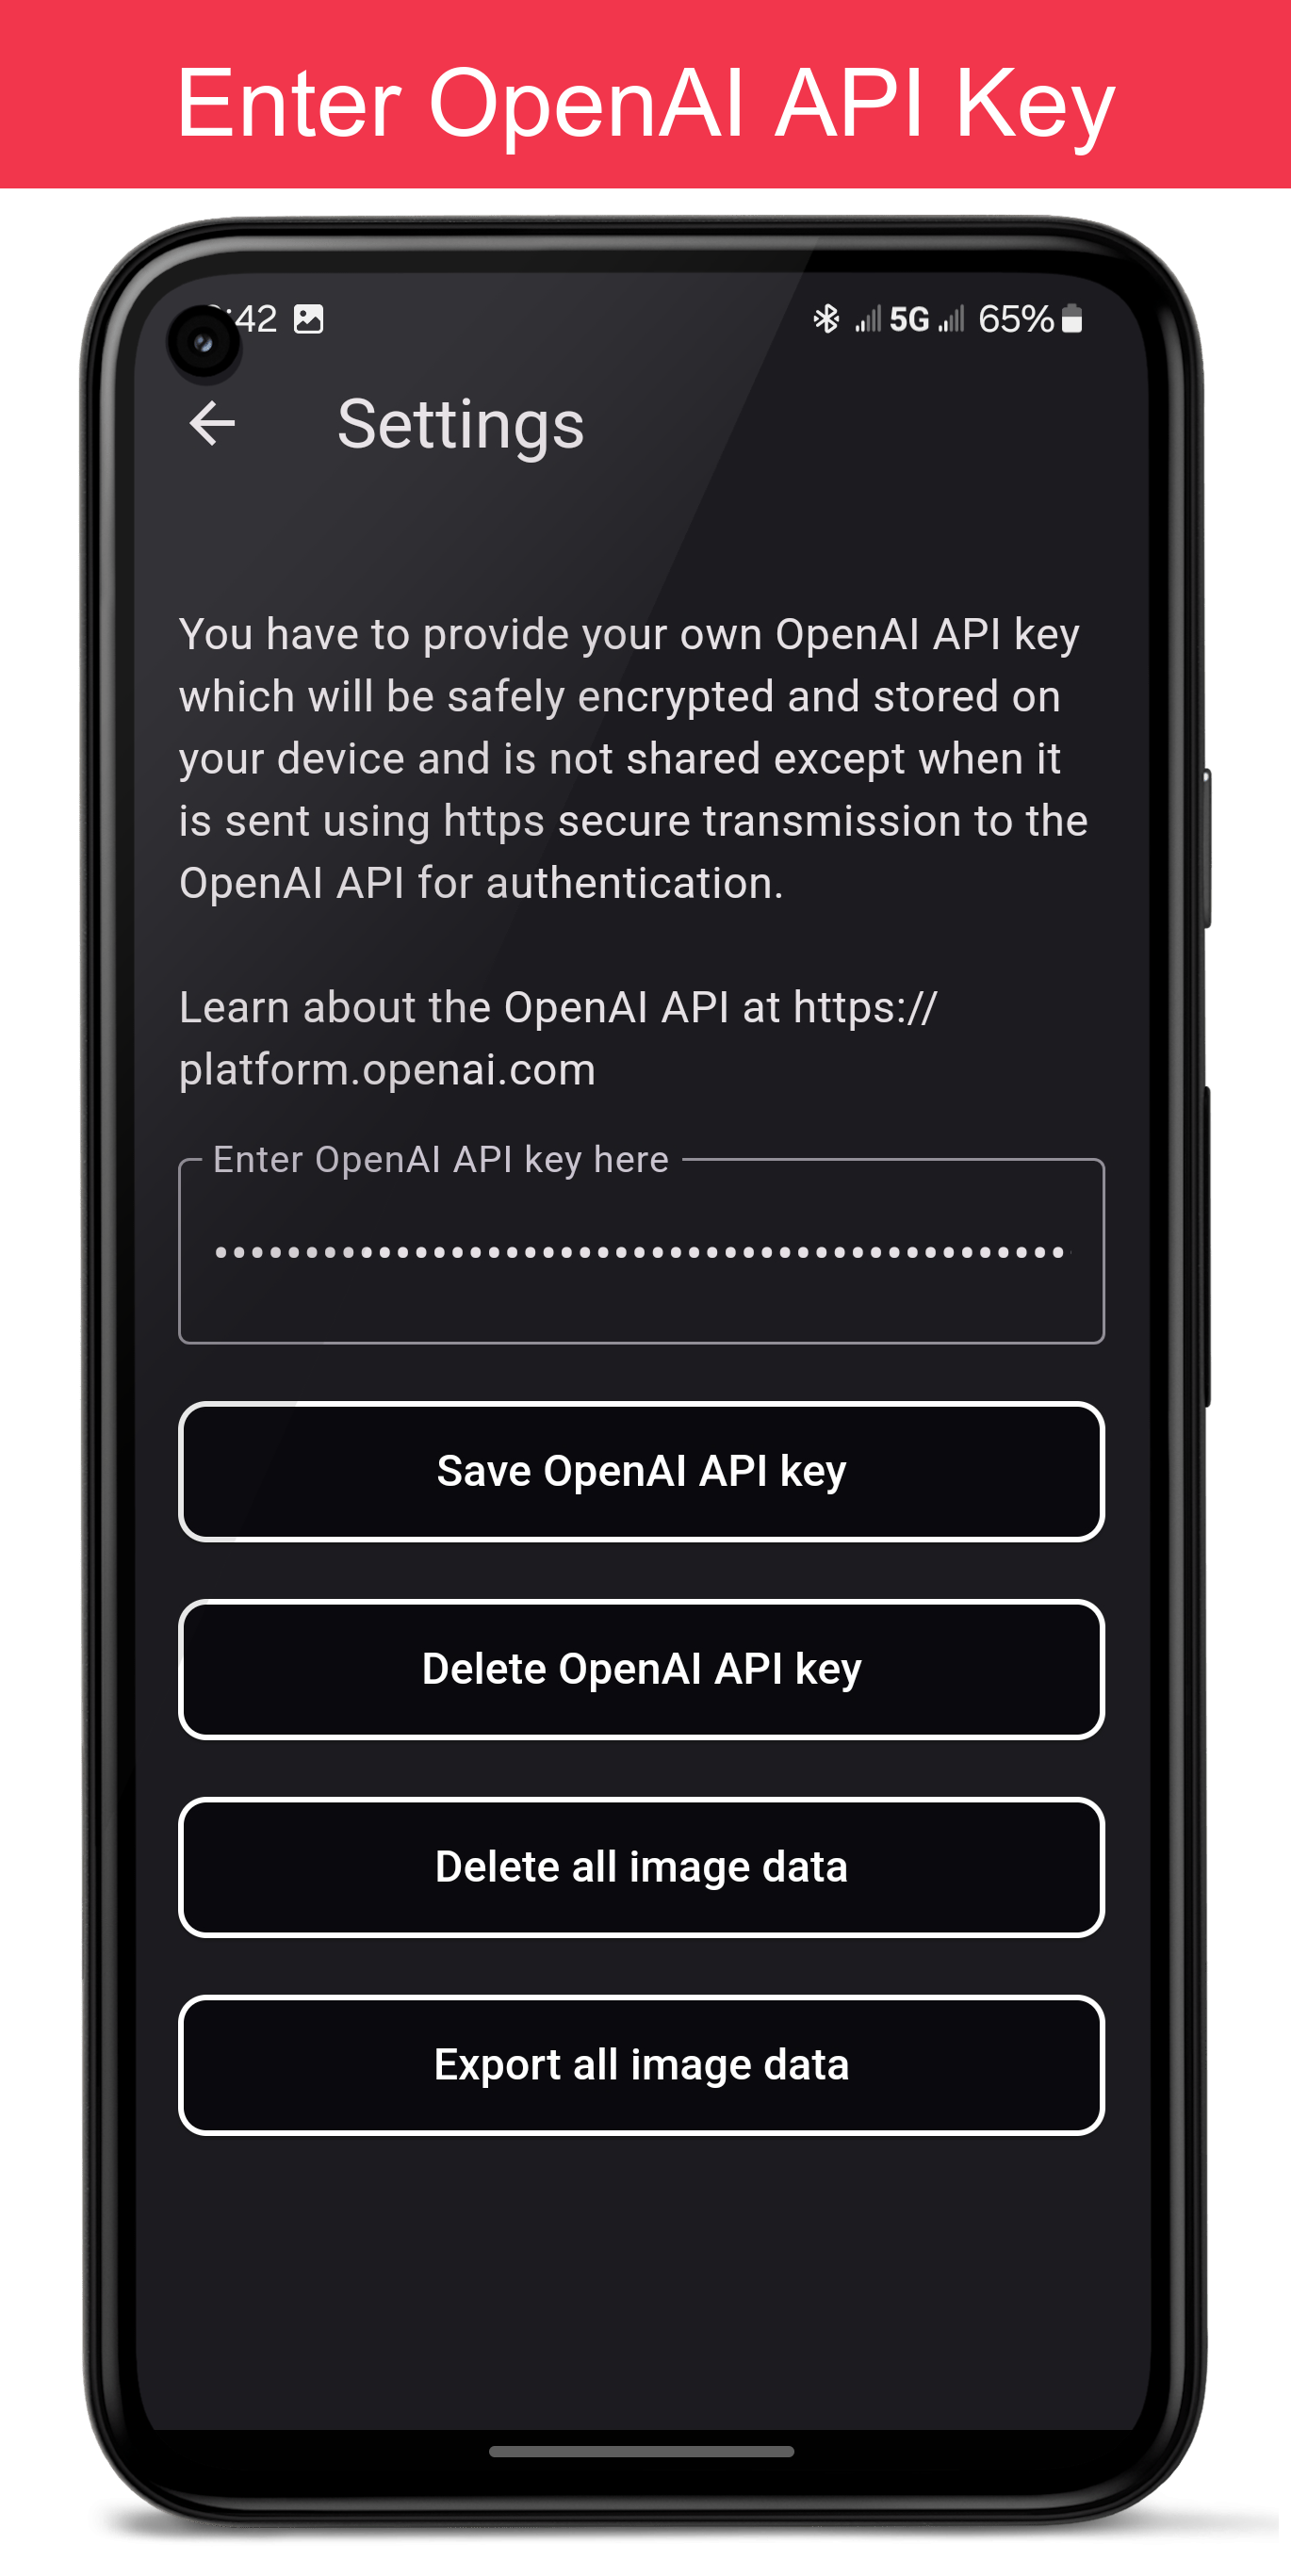 Enter OpenAI API Key
:42 5G 65%
Settings
You have to provide your own OpenAI API key
which will be safely encrypted and stored on
your device and is not shared except when it
is sent using https secure transmission to the
OpenAI API for authentication.
Learn about the OpenAI API at https://
platform.openai.com
Enter OpenAI API key here
Save OpenAI API key
Delete OpenAI API key
Delete all image data
Export all image data